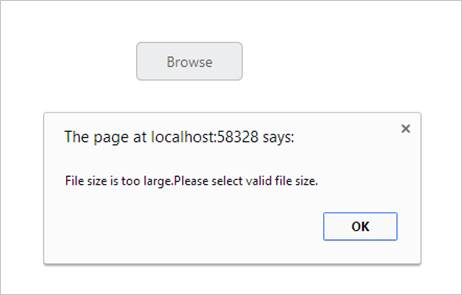 Browse
The page at localhost:58328 says:
File size is too large.Please select valid file size.
OK